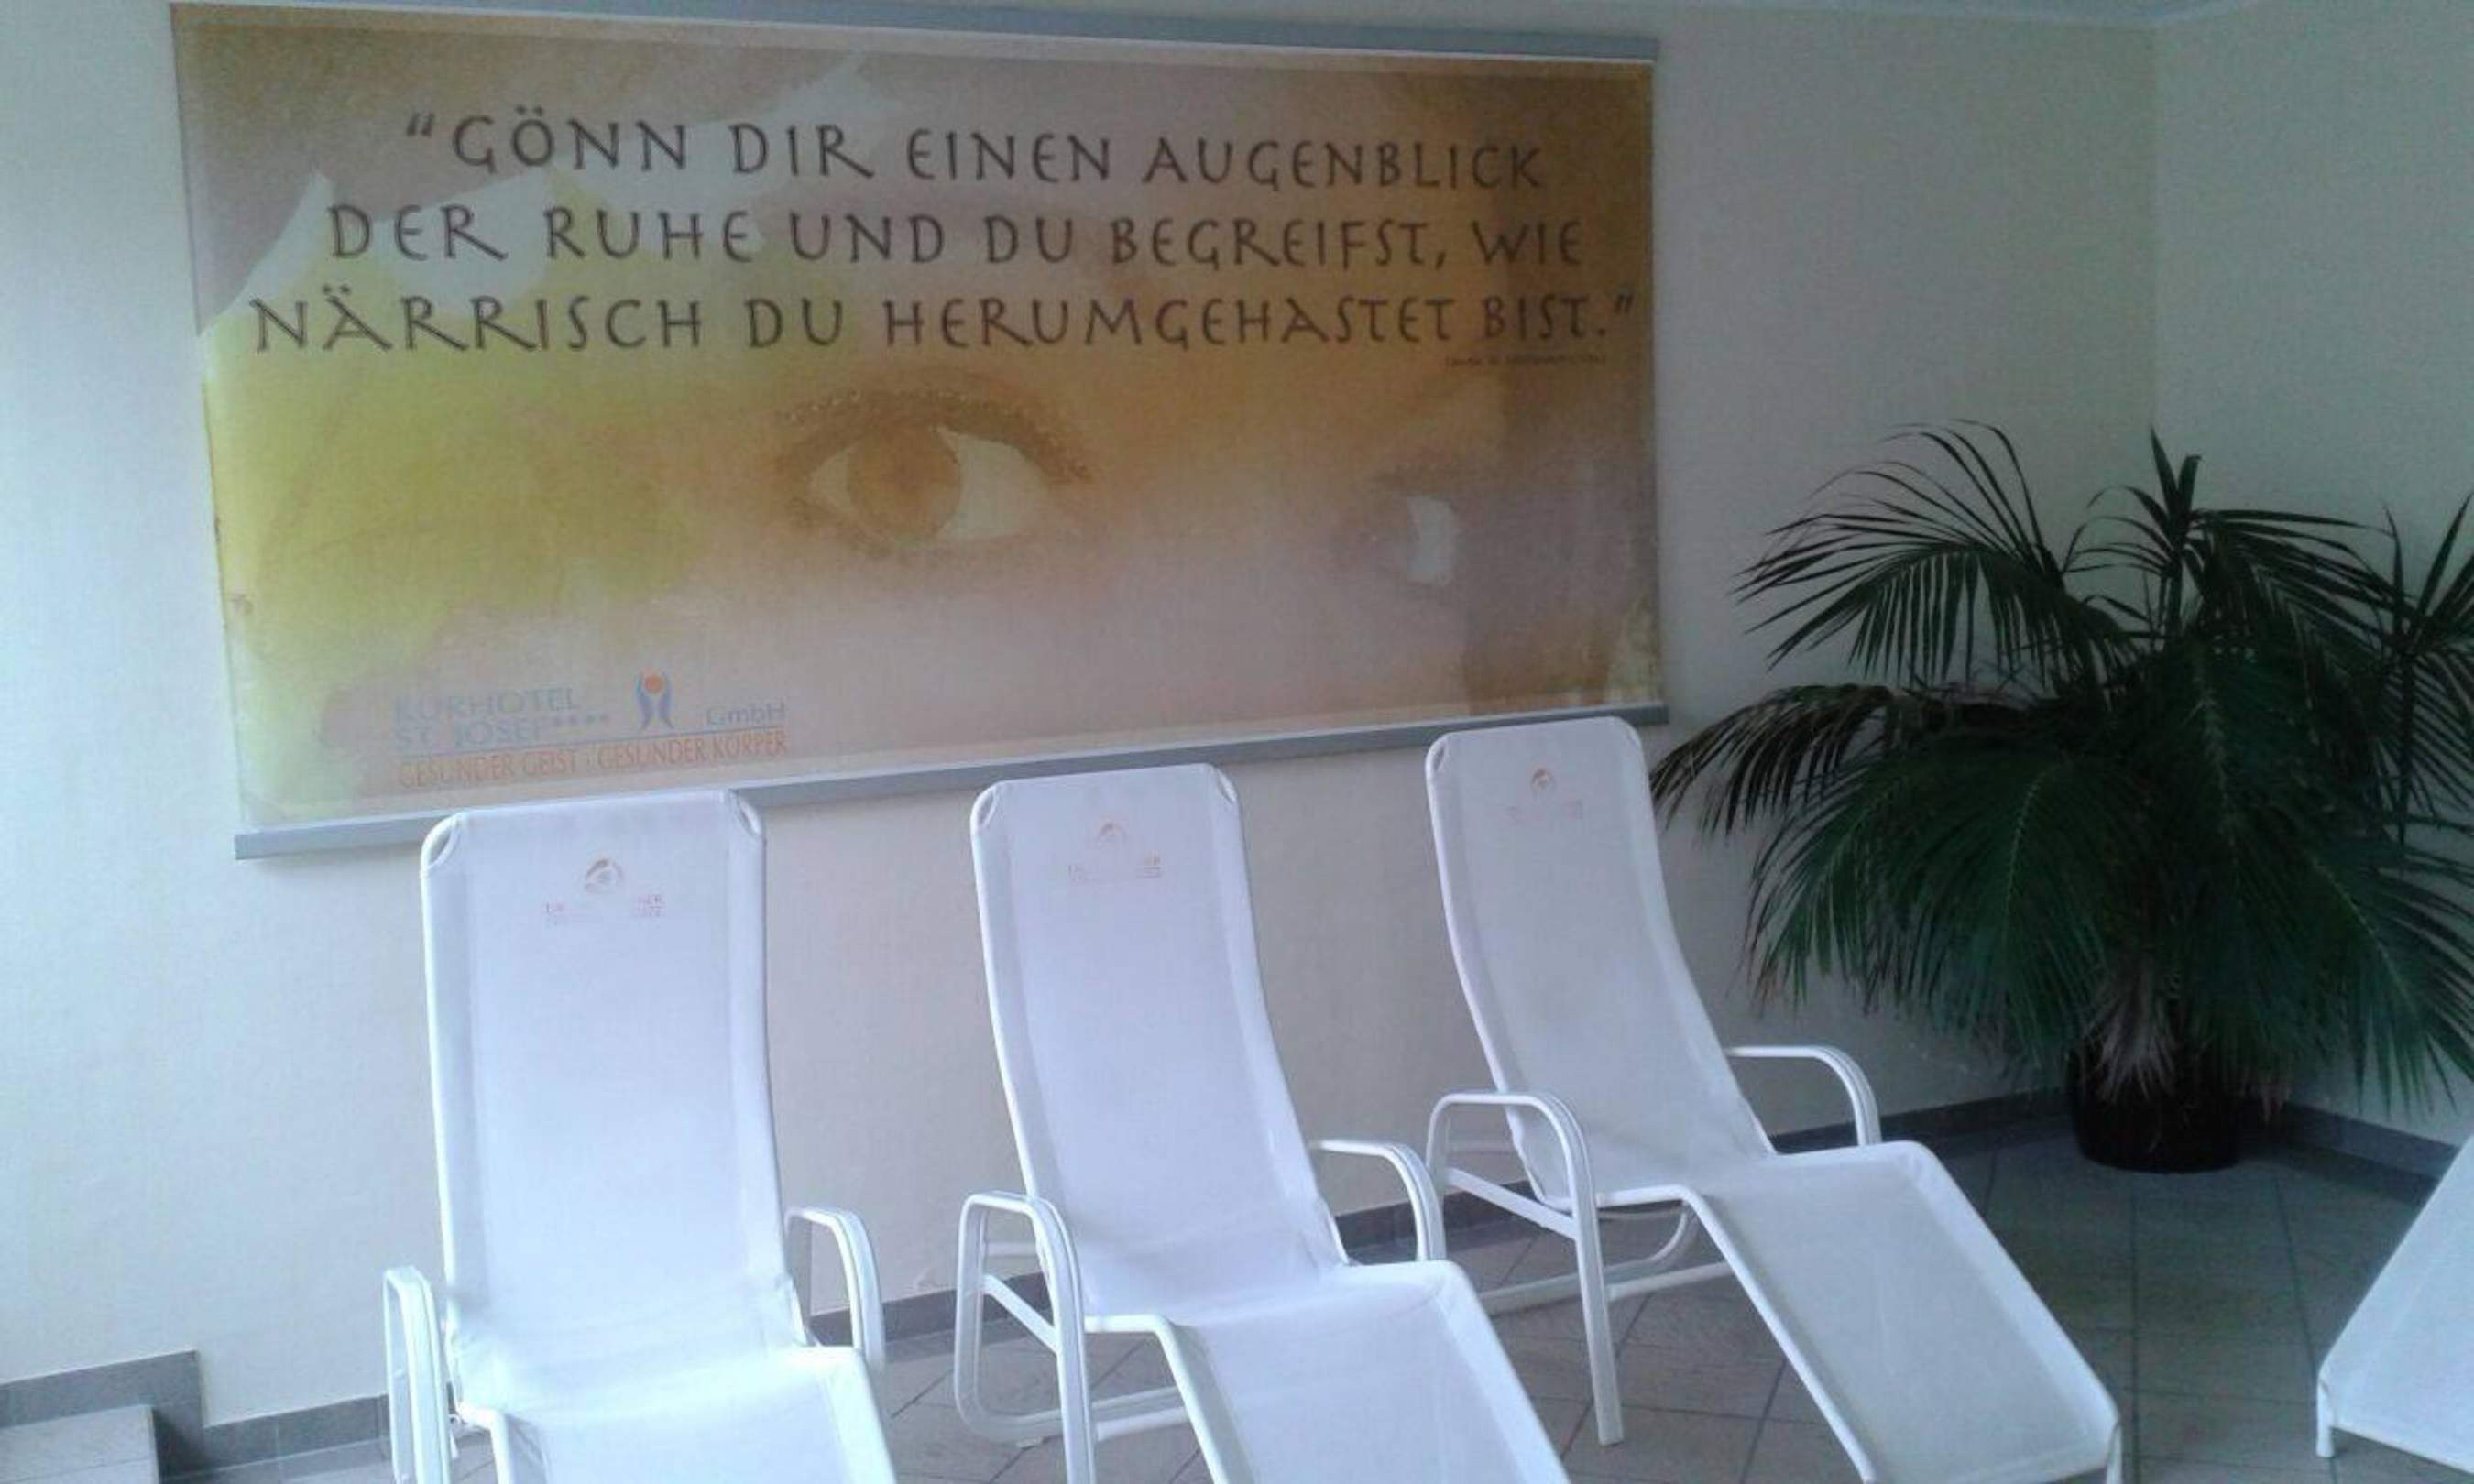 "GÖNN DIR EINEN AUGENBLICK
DER RUHE UND DU BEGREIFST, WIE
NÄRRISCH DU HERUMGEHASTET BIST."
KURHOTEL
ST. JOSEF**** GmbH
GESUNDER GEIST · GESUNDER KÖRPER